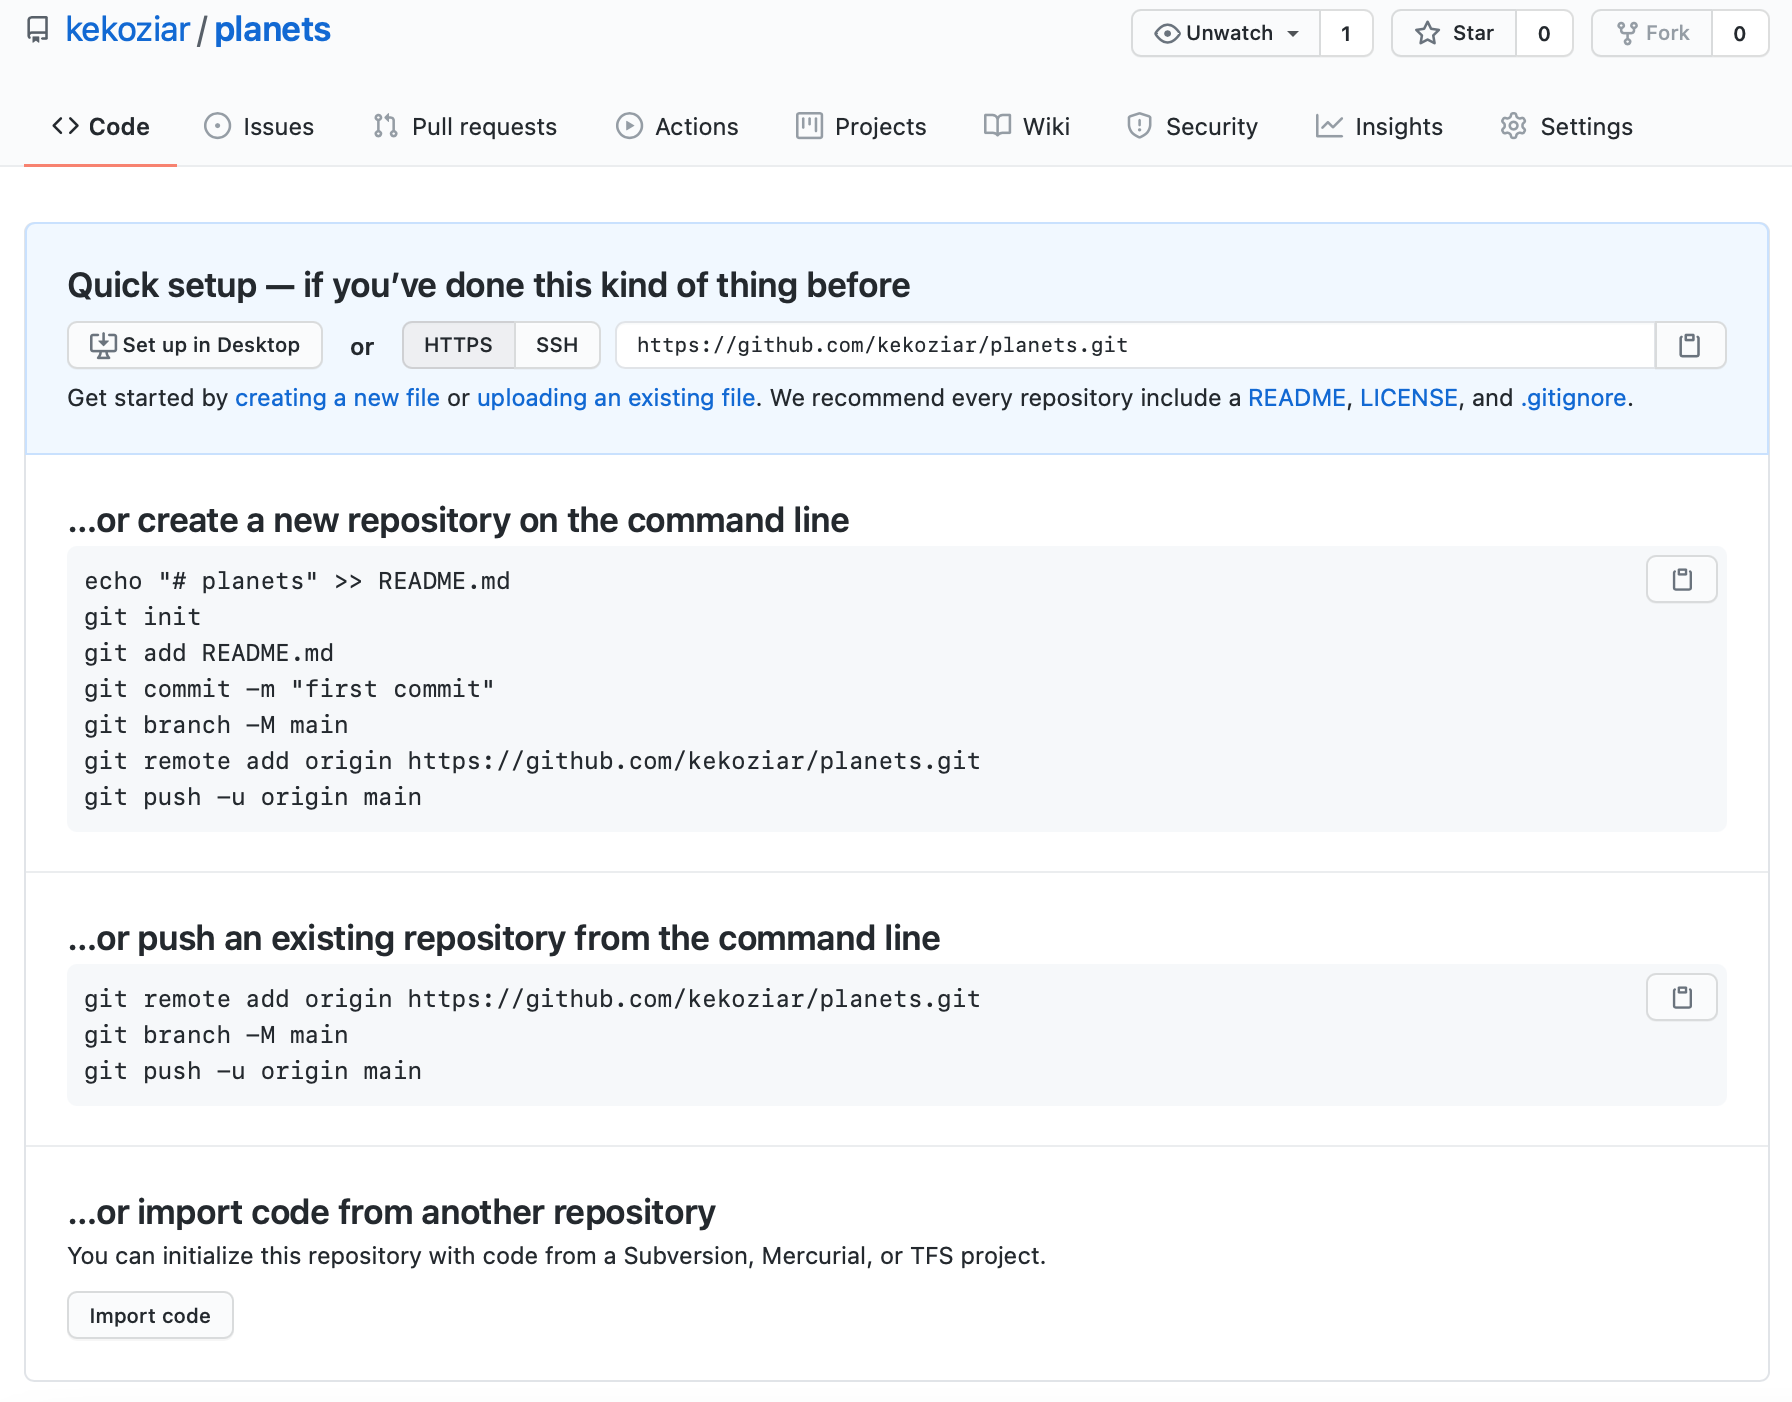 kekoziar / planets
Unwatch 1 Star 0 Fork 0
Code Issues Pull requests Actions Projects Wiki Security Insights Settings
Quick setup — if you’ve done this kind of thing before
Set up in Desktop or HTTPS SSH https://github.com/kekoziar/planets.git
Get started by creating a new file or uploading an existing file. We recommend every repository include a README, LICENSE, and .gitignore.
…or create a new repository on the command line
echo "# planets" >> README.md
git init
git add README.md
git commit -m "first commit"
git branch -M main
git remote add origin https://github.com/kekoziar/planets.git
git push -u origin main
…or push an existing repository from the command line
git remote add origin https://github.com/kekoziar/planets.git
git branch -M main
git push -u origin main
…or import code from another repository
You can initialize this repository with code from a Subversion, Mercurial, or TFS project.
Import code